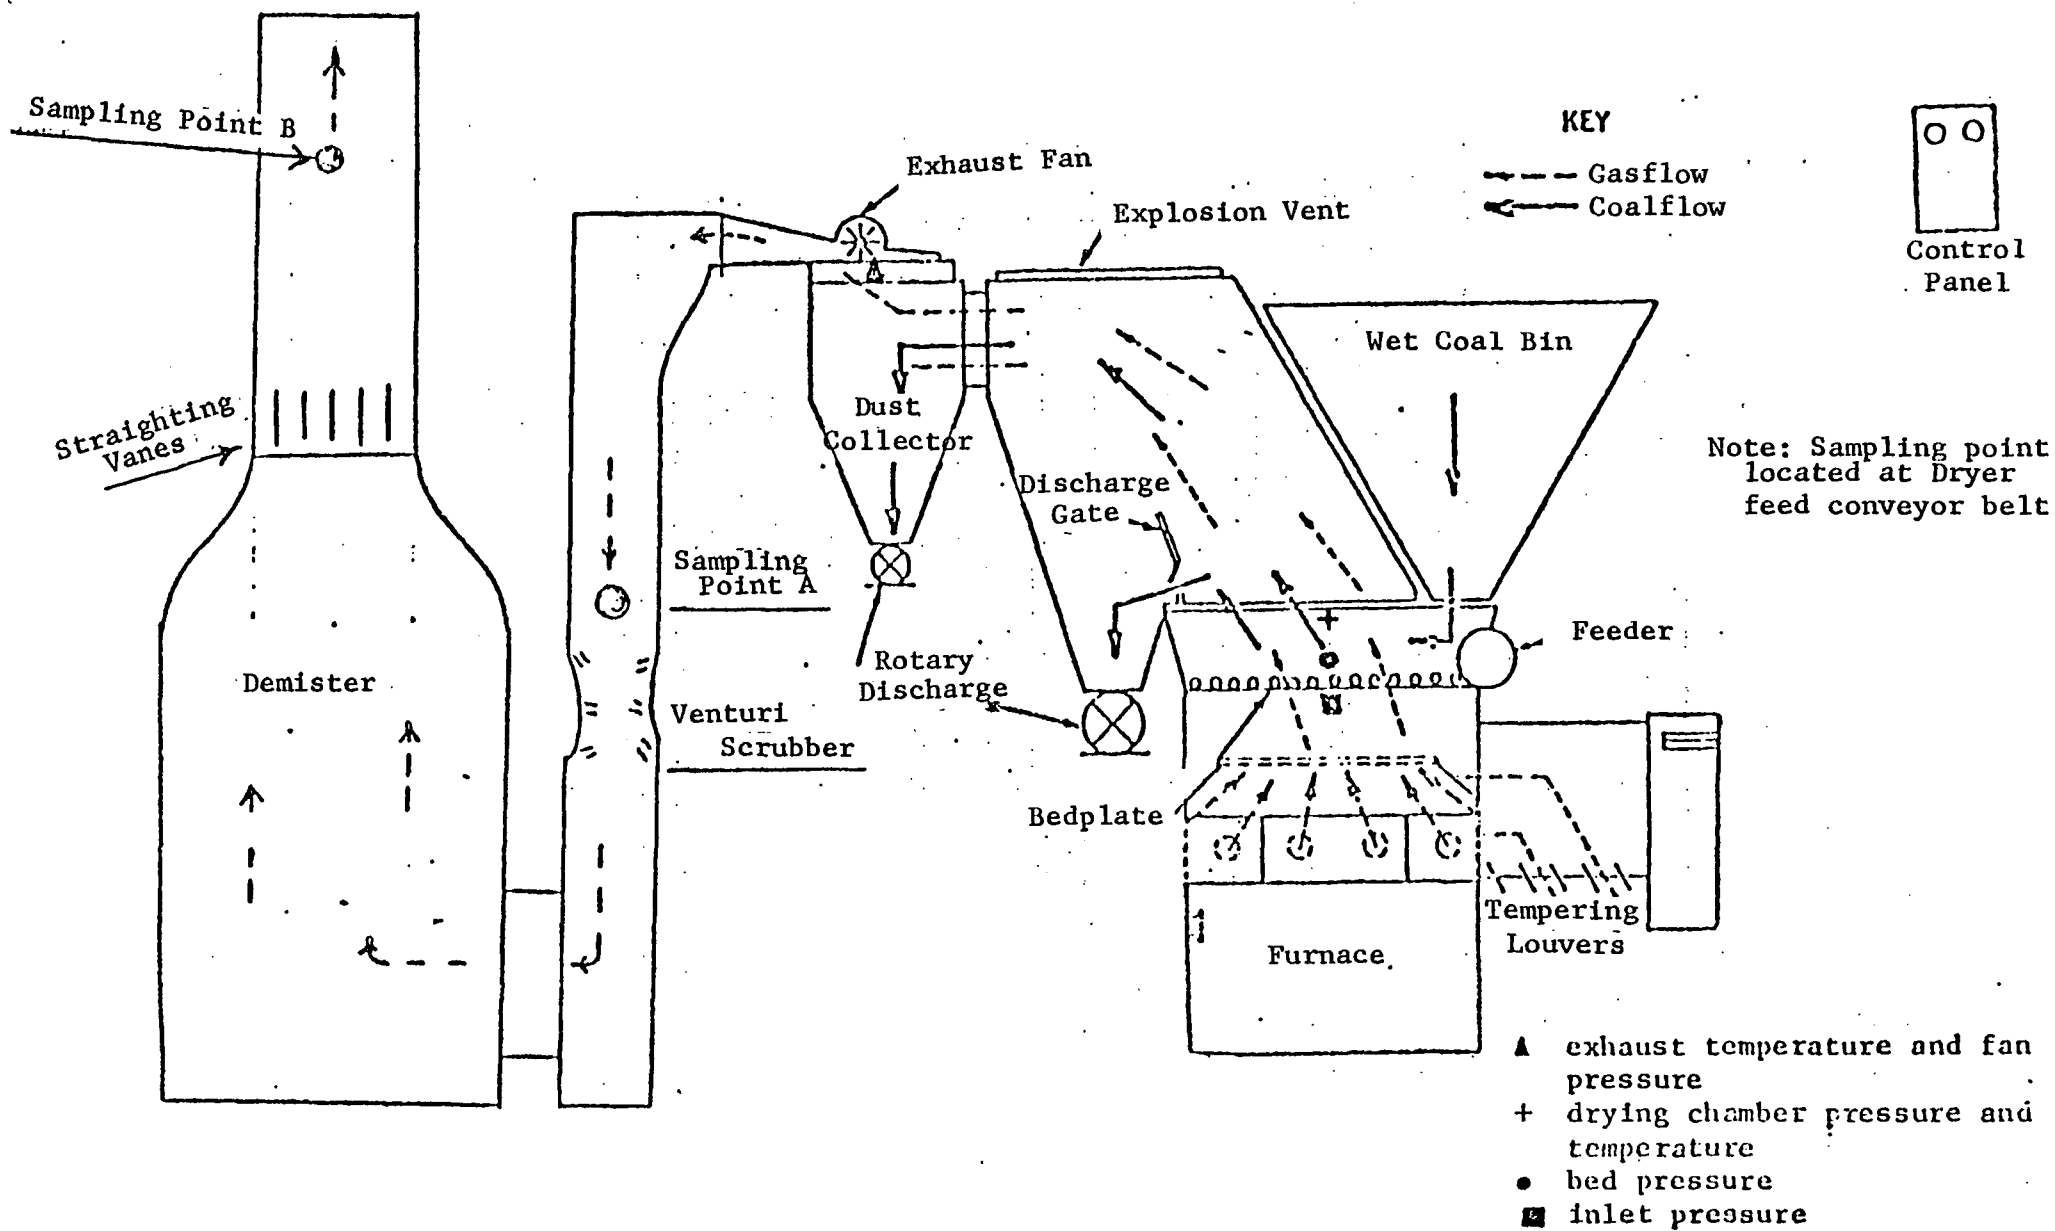 Sampling Point B
Exhaust Fan
Explosion Vent
KEY
Gasflow
Coalflow
Control
Panel
Wet Coal Bin
Straighting
Vanes
Dust
Collector
Discharge
Gate
Note: Sampling point
located at Dryer
feed conveyor belt
Sampling
Point A
Feeder
Rotary
Discharge
Demister
Venturi
Scrubber
Bedplate
Tempering
Louvers
Furnace
exhaust temperature and fan
pressure
+ drying chamber pressure and
temperature
bed pressure
inlet pressure